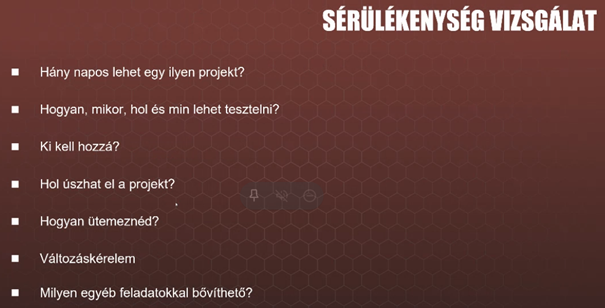 SÉRÜLÉKENYSÉG VIZSGÁLAT
Hány napos lehet egy ilyen projekt?
Hogyan, mikor, hol és min lehet tesztelni?
Ki kell hozzá?
Hol úszhat el a projekt?
Hogyan ütemeznéd?
Változáskérelem
Milyen egyéb feladatokkal bővíthető?